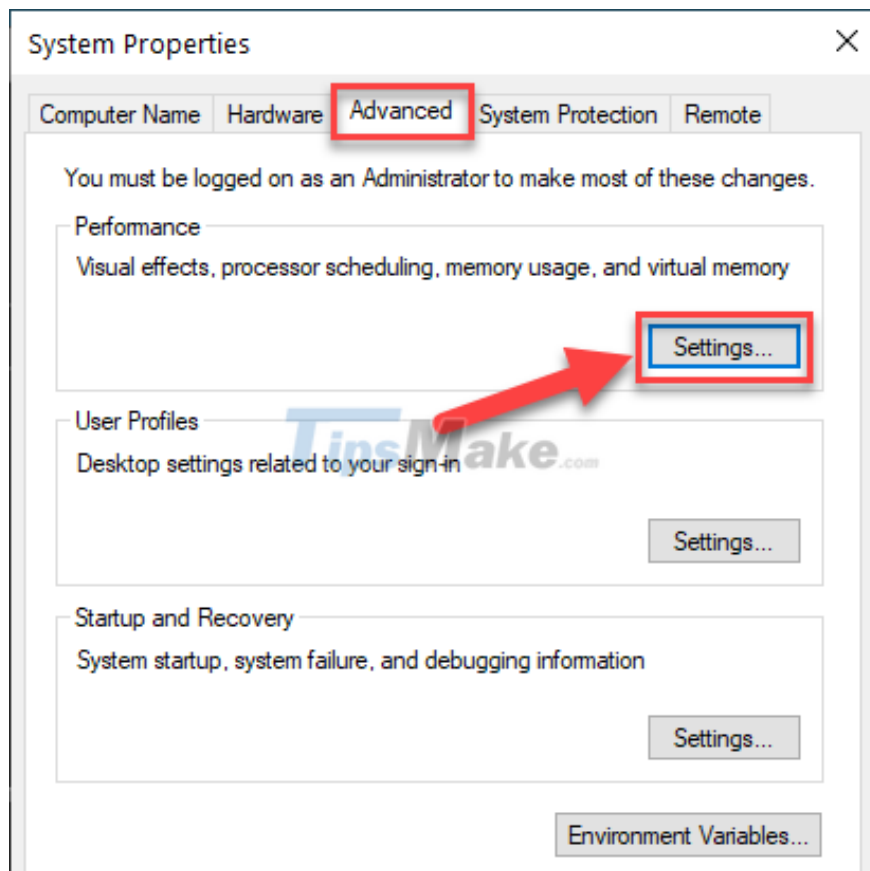 System Properties
Computer Name Hardware Advanced System Protection Remote
You must be logged on as an Administrator to make most of these changes.
Performance
Visual effects, processor scheduling, memory usage, and virtual memory
Settings...
User Profiles
TipsMake.com
Desktop settings related to your sign-in
Settings...
Startup and Recovery
System startup, system failure, and debugging information
Settings...
Environment Variables...